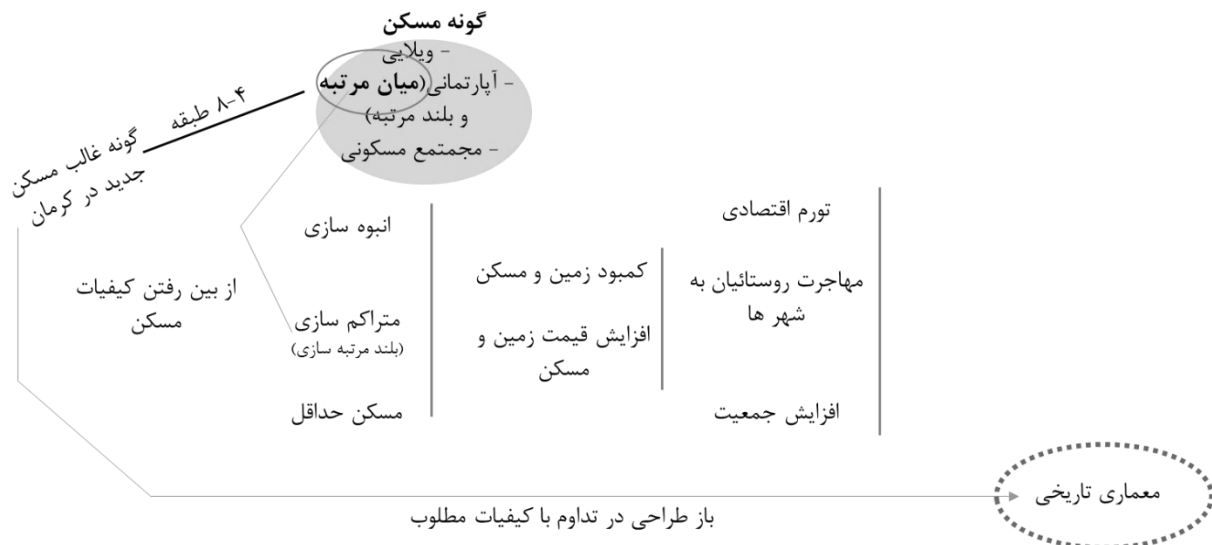 گونه مسکن
- ویلایی
- آپارتمانی(میان مرتبه
و بلند مرتبه)
- مجمتمع مسکونی
۴-۸ طبقه
گونه غالب مسکن
جدید در کرمان
تورم اقتصادی
مهاجرت روستائیان به
شهر ها
افزایش جمعیت
کمبود زمین و مسکن
افزایش قیمت زمین و
مسکن
انبوه سازی
متراکم سازی
(بلند مرتبه سازی)
مسکن حداقل
از بین رفتن کیفیات
مسکن
معماری تاریخی
باز طراحی در تداوم با کیفیات مطلوب